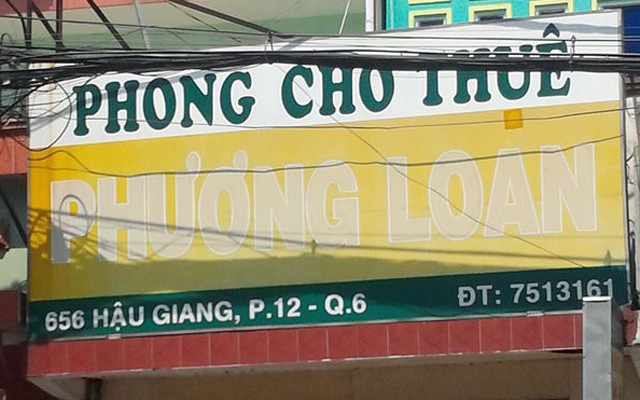 PHONG CHO THUÊ
PHƯƠNG LOAN
656 HẬU GIANG, P.12 - Q.6
ĐT: 7513161